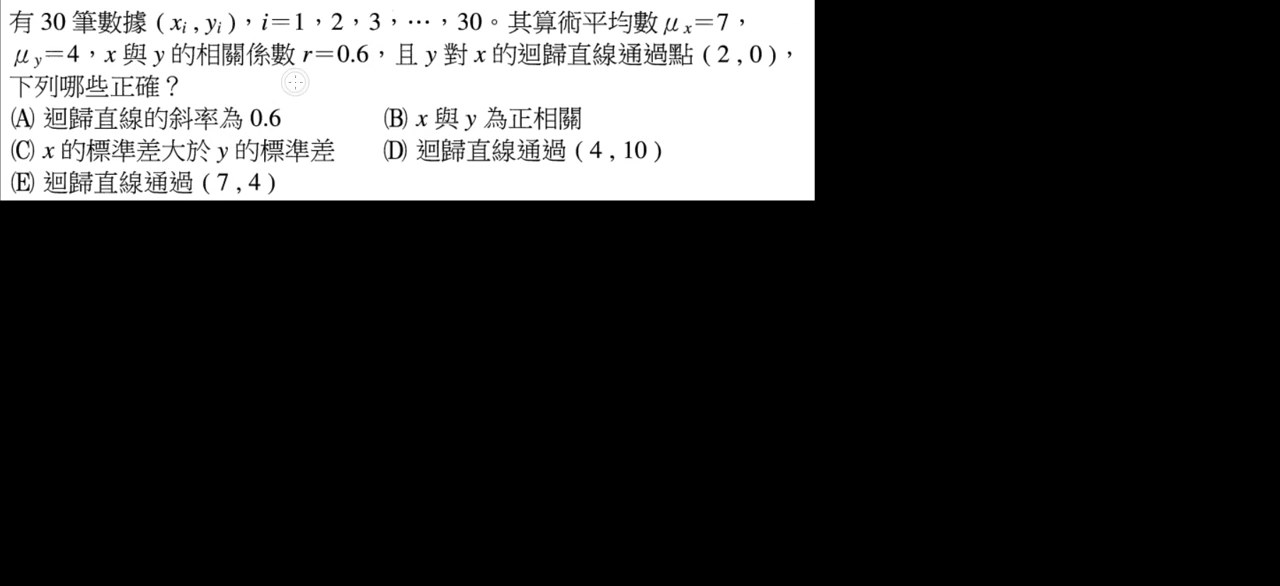 有 30 筆數據 ( xᵢ , yᵢ ),i=1,2,3,…,30。其算術平均數 μₓ=7,
μy=4,x 與 y 的相關係數 r=0.6,且 y 對 x 的迴歸直線通過點 ( 2 , 0 ),
下列哪些正確?
(A) 迴歸直線的斜率為 0.6 (B) x 與 y 為正相關
(C) x 的標準差大於 y 的標準差 (D) 迴歸直線通過 ( 4 , 10 )
(E) 迴歸直線通過 ( 7 , 4 )